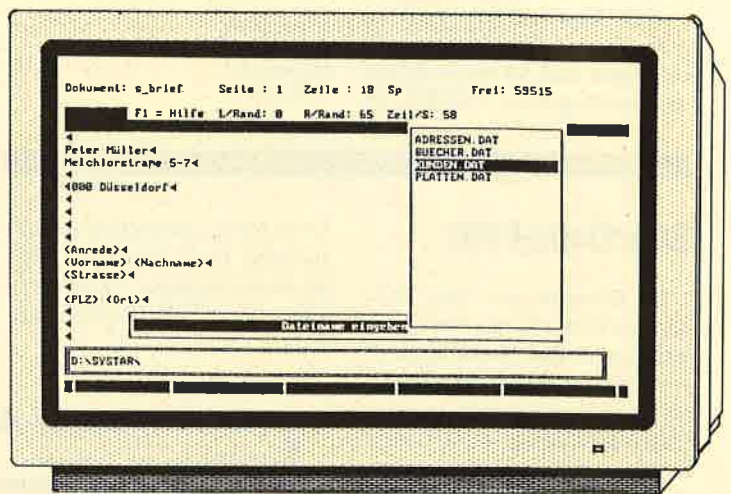 Dokument: s_brief Seite : 1 Zeile : 18 Sp Frei: 59515
F1 = Hilfe L/Rand: 0 R/Rand: 65 Zeil/S: 58
Peter Müller
Melchiorstraße 5-7
4000 Düsseldorf
(Anrede)
(Vorname) (Nachname)
(Strasse)
(PLZ) (Ort)
ADRESSEN.DAT
BUECHER.DAT
KUNDEN.DAT
PLATTEN.DAT
Dateiname eingeben
D:\SYSTAR\